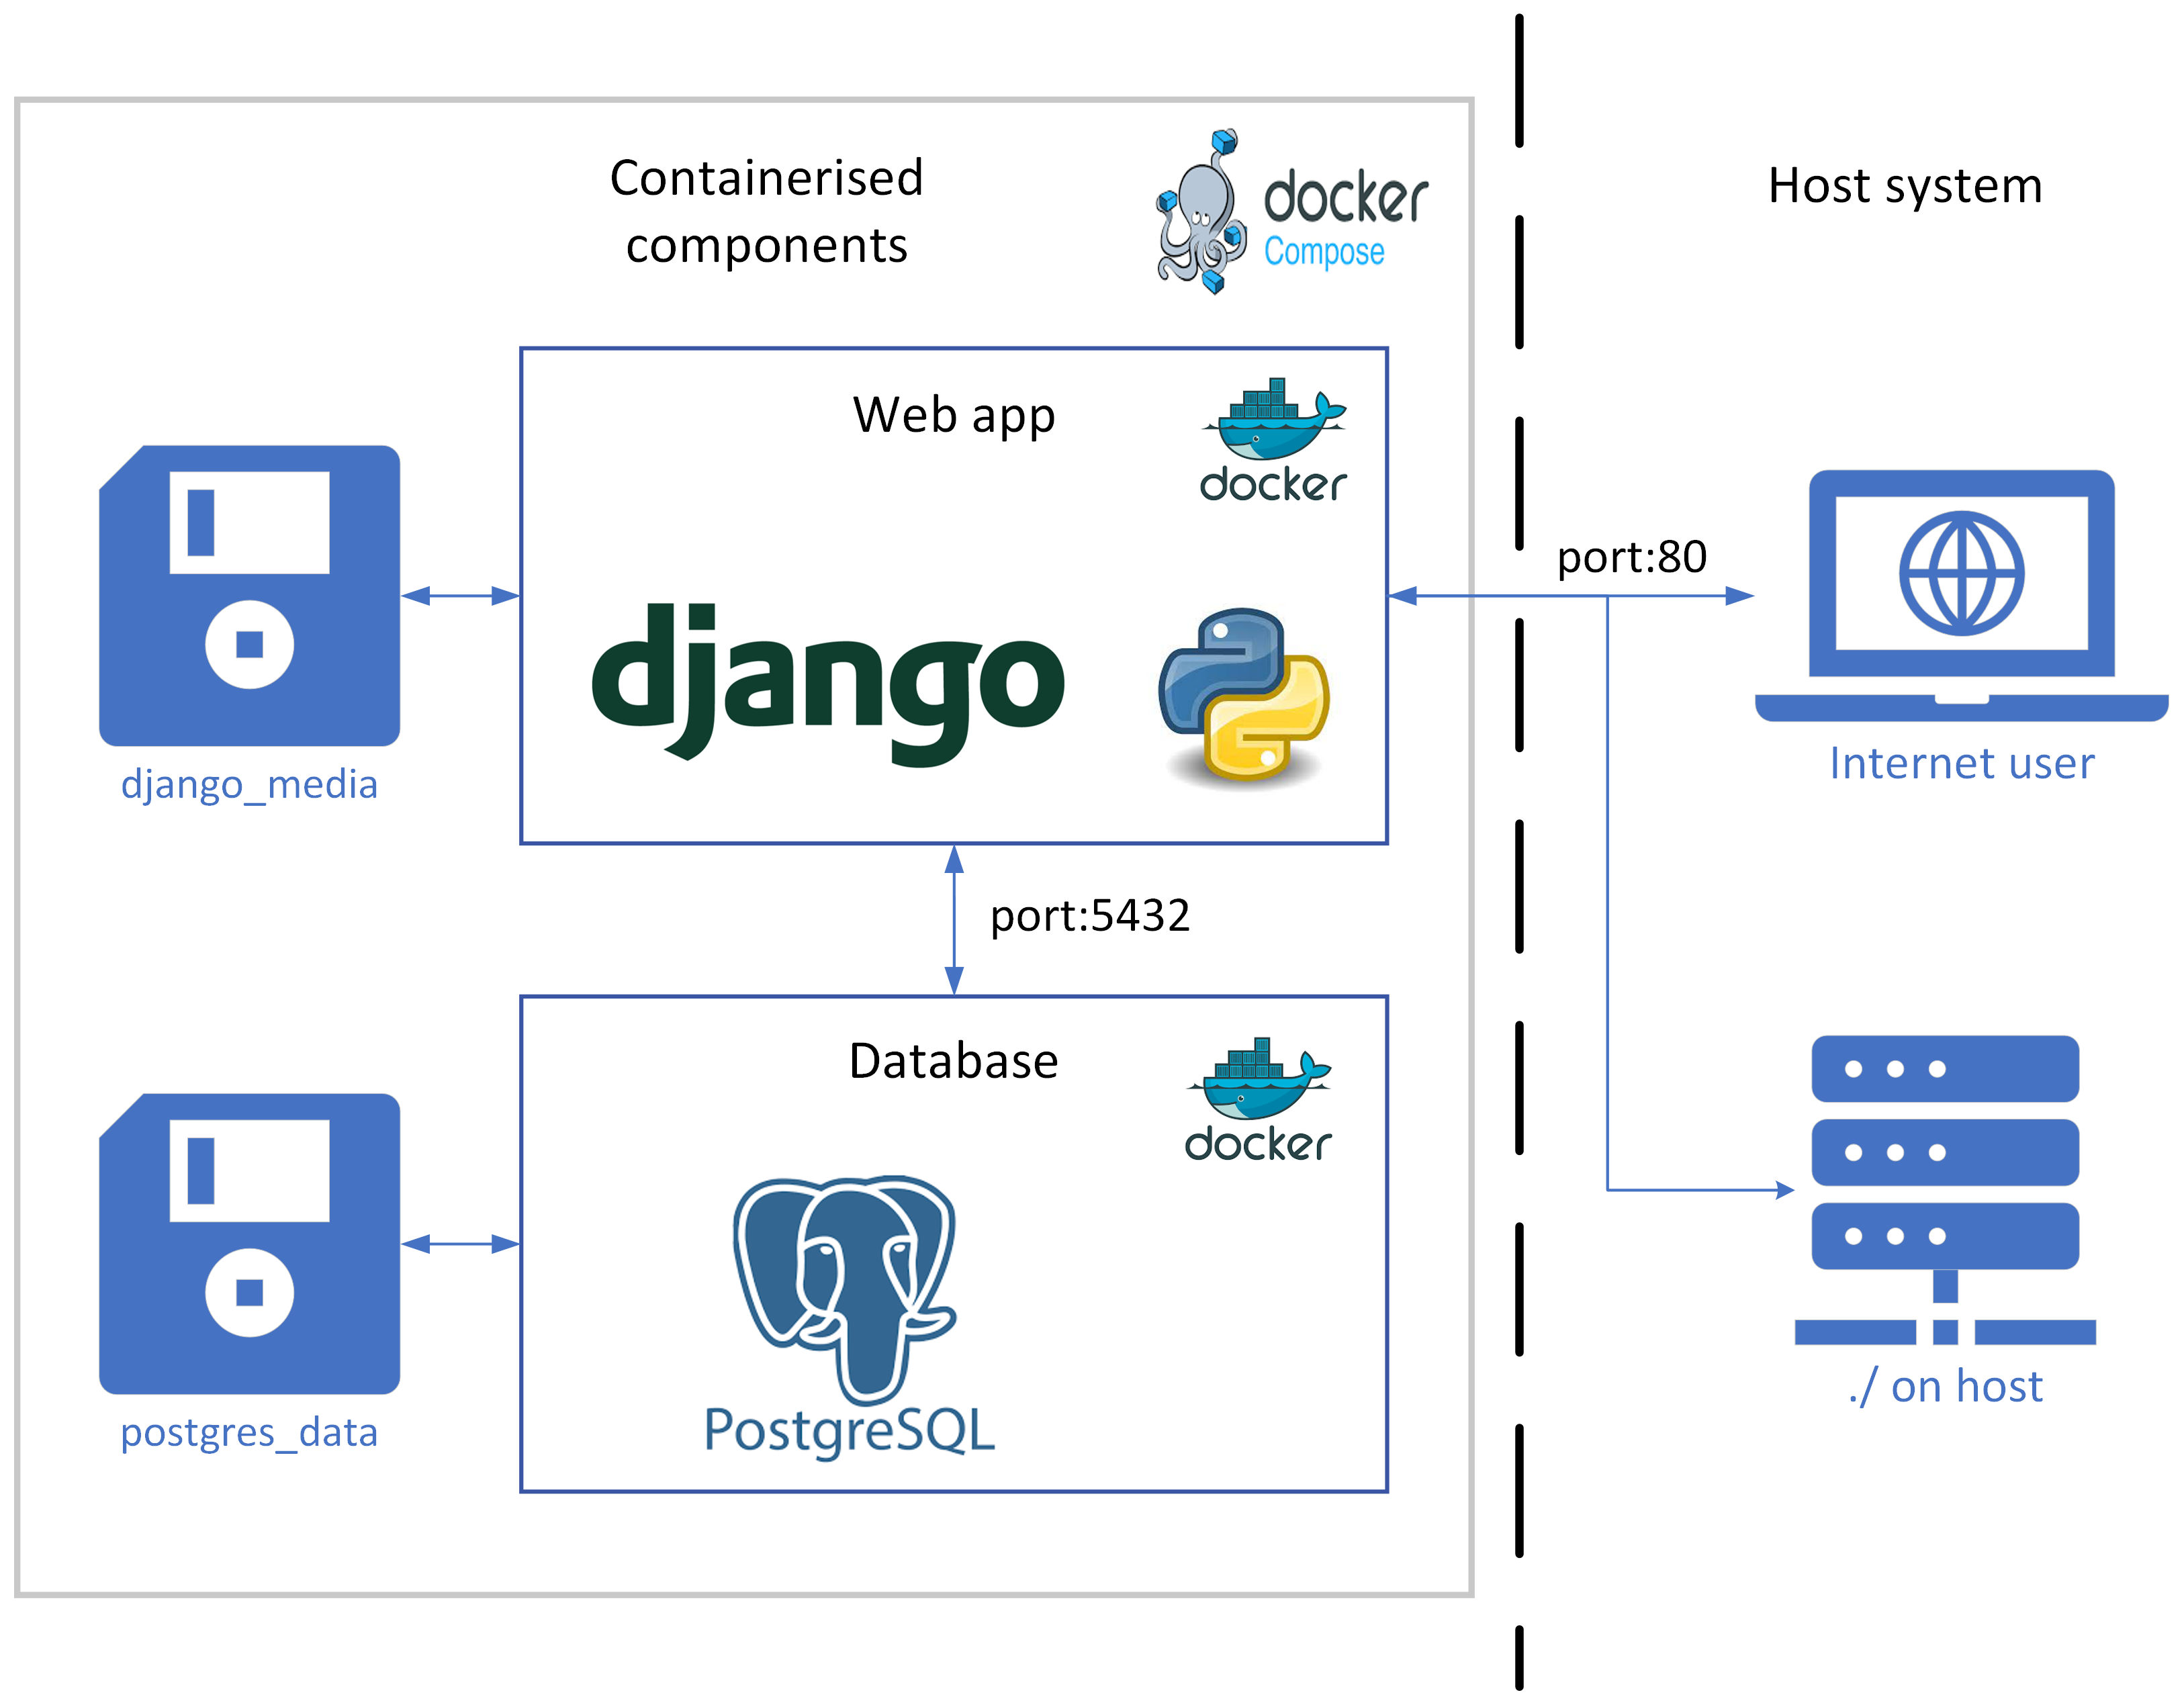 Containerised
components
docker
Compose
Host system
Web app
docker
port:80
django
django_media
Internet user
port:5432
Database
docker
./ on host
PostgreSQL
postgres_data